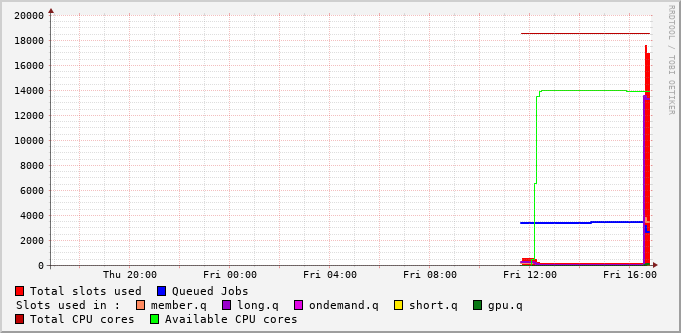 RRDTOOL / TOBI OETIKER
20000
18000
16000
14000
12000
10000
8000
6000
4000
2000
0
Thu 20:00 Fri 00:00 Fri 04:00 Fri 08:00 Fri 12:00 Fri 16:00
Total slots used Queued Jobs
Slots used in : member.q long.q ondemand.q short.q gpu.q
Total CPU cores Available CPU cores